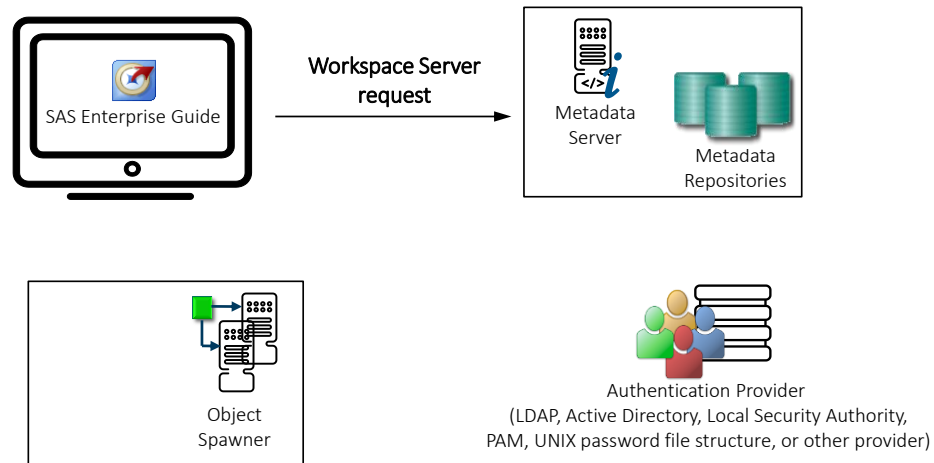 SAS Enterprise Guide
Workspace Server
request
</>
i
Metadata
Server
Metadata
Repositories
Object
Spawner
Authentication Provider
(LDAP, Active Directory, Local Security Authority,
PAM, UNIX password file structure, or other provider)